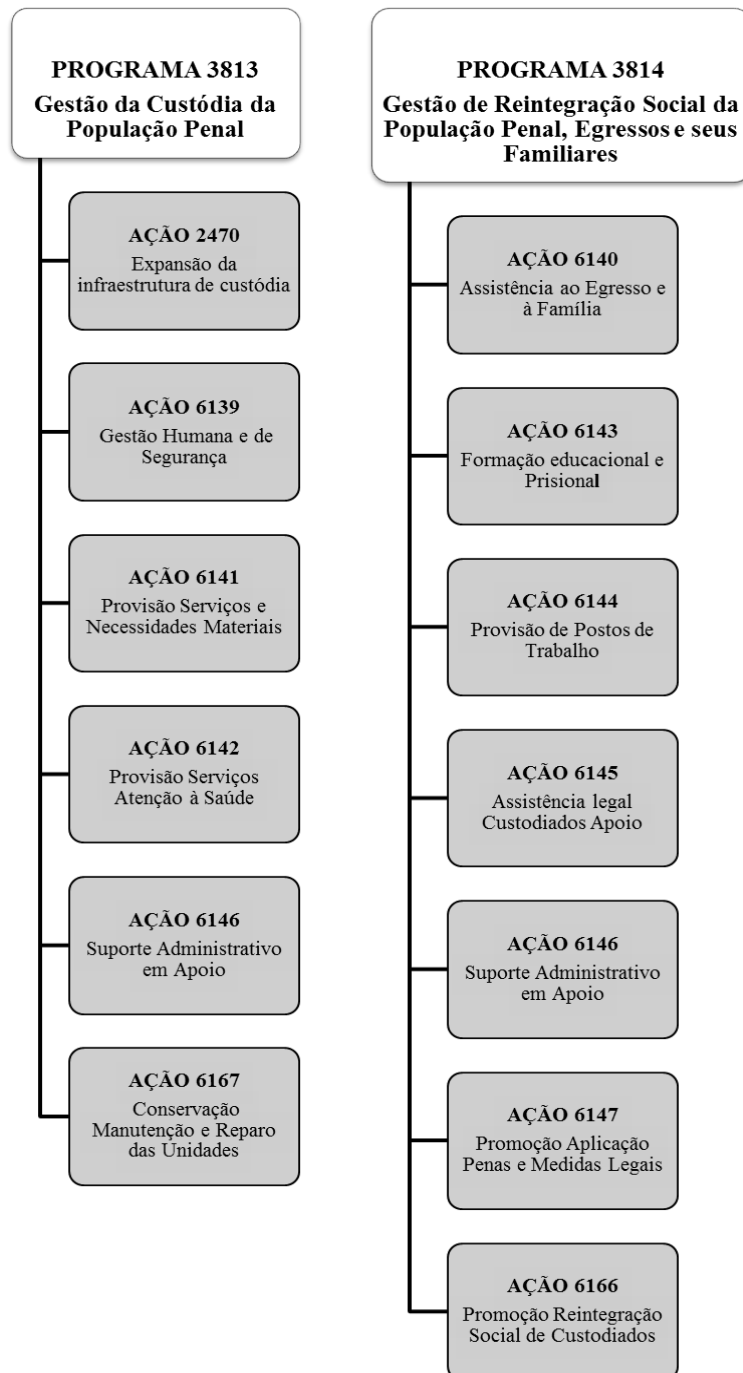 PROGRAMA 3813
Gestão da Custódia da
População Penal
AÇÃO 2470
Expansão da
infraestrutura de custódia
AÇÃO 6139
Gestão Humana e de
Segurança
AÇÃO 6141
Provisão Serviços e
Necessidades Materiais
AÇÃO 6142
Provisão Serviços
Atenção à Saúde
AÇÃO 6146
Suporte Administrativo
em Apoio
AÇÃO 6167
Conservação
Manutenção e Reparo
das Unidades
PROGRAMA 3814
Gestão de Reintegração Social da
População Penal, Egressos e seus
Familiares
AÇÃO 6140
Assistência ao Egresso e
à Família
AÇÃO 6143
Formação educacional e
Prisional
AÇÃO 6144
Provisão de Postos de
Trabalho
AÇÃO 6145
Assistência legal
Custodiados Apoio
AÇÃO 6146
Suporte Administrativo
em Apoio
AÇÃO 6147
Promoção Aplicação
Penas e Medidas Legais
AÇÃO 6166
Promoção Reintegração
Social de Custodiados